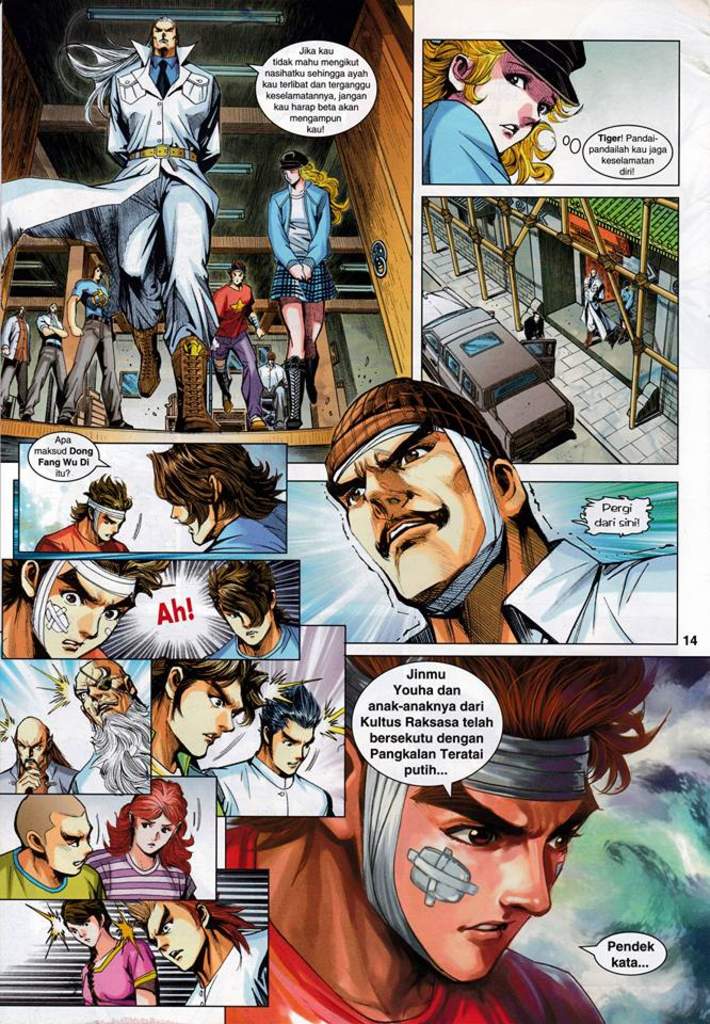 Jika kau
tidak mahu mengikut
nasihatku sehingga ayah
kau terlibat dan terganggu
keselamatannya, jangan
kau harap beta akan
mengampun
kau!
Tiger! Pandai-
pandailah kau jaga
keselamatan
diri!
Apa
maksud Dong
Fang Wu Di
itu?
Pergi
dari sini!
Ah!
14
Jinmu
Youha dan
anak-anaknya dari
Kultus Raksasa telah
bersekutu dengan
Pangkalan Teratai
putih...
Pendek
kata...